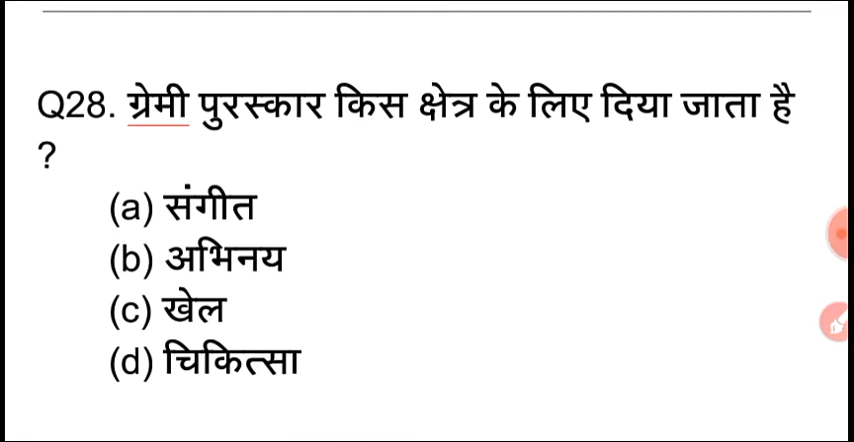 Q28. ग्रेमी पुरस्कार किस क्षेत्र के लिए दिया जाता है
?
(a) संगीत
(b) अभिनय
(c) खेल
(d) चिकित्सा